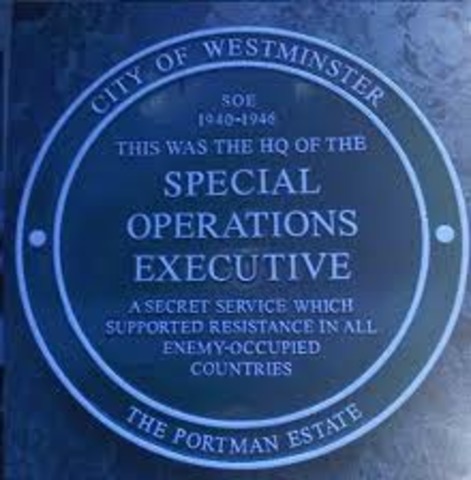 CITY OF WESTMINSTER
SOE
1940-1946
THIS WAS THE HQ OF THE
SPECIAL
OPERATIONS
EXECUTIVE
A SECRET SERVICE WHICH
SUPPORTED RESISTANCE IN ALL
ENEMY-OCCUPIED
COUNTRIES
THE PORTMAN ESTATE